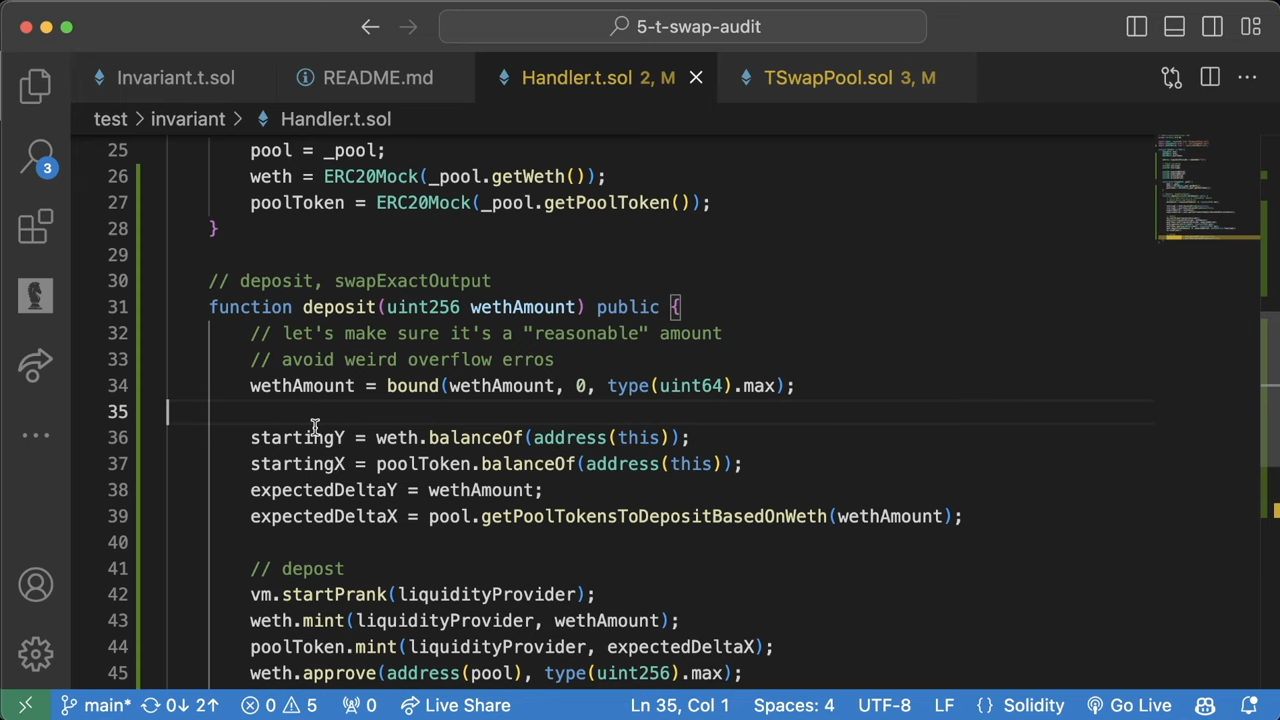 5-t-swap-audit
Invariant.t.sol README.md Handler.t.sol 2, M TSwapPool.sol 3, M
test > invariant > Handler.t.sol
3
25 pool = _pool;
26 weth = ERC20Mock(_pool.getWeth());
27 poolToken = ERC20Mock(_pool.getPoolToken());
28 }
29
30 // deposit, swapExactOutput
31 function deposit(uint256 wethAmount) public {
32 // let's make sure it's a "reasonable" amount
33 // avoid weird overflow erros
34 wethAmount = bound(wethAmount, 0, type(uint64).max);
35
36 startingY = weth.balanceOf(address(this));
37 startingX = poolToken.balanceOf(address(this));
38 expectedDeltaY = wethAmount;
39 expectedDeltaX = pool.getPoolTokensToDepositBasedOnWeth(wethAmount);
40
41 // depost
42 vm.startPrank(liquidityProvider);
43 weth.mint(liquidityProvider, wethAmount);
44 poolToken.mint(liquidityProvider, expectedDeltaX);
45 weth.approve(address(pool), type(uint256).max);
main* 0↓ 2↑ 0 5 0 Live Share Ln 35, Col 1 Spaces: 4 UTF-8 LF {} Solidity Go Live